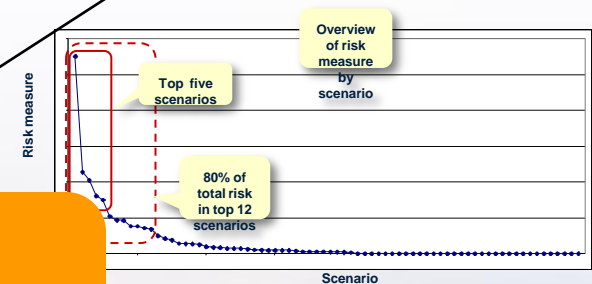 Overview
of risk
measure
by
scenario
Top five
scenarios
80% of
total risk
in top 12
scenarios
Risk measure
Scenario